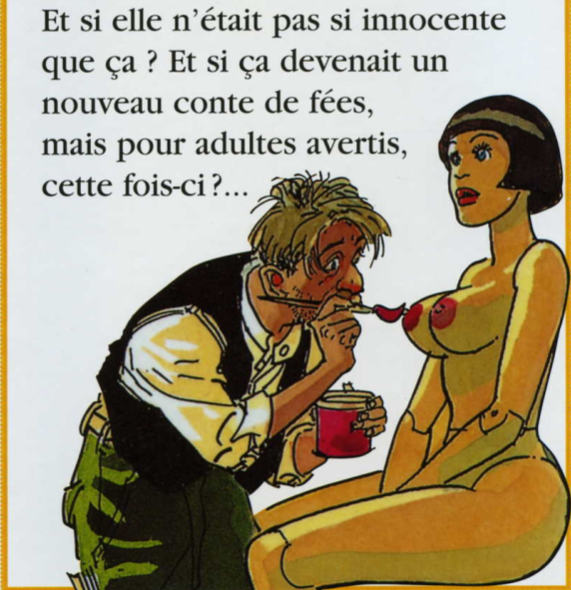 Et si elle n’était pas si innocente
que ça ? Et si ça devenait un
nouveau conte de fées,
mais pour adultes avertis,
cette fois-ci ?...